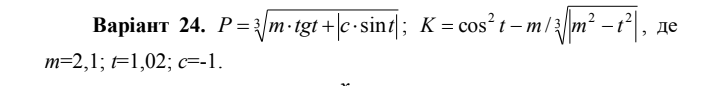 Варіант 24. P = ∛(m·tgt + |c·sin t|); K = cos² t − m / ∛|m² − t²|, де
m=2,1; t=1,02; c=-1.